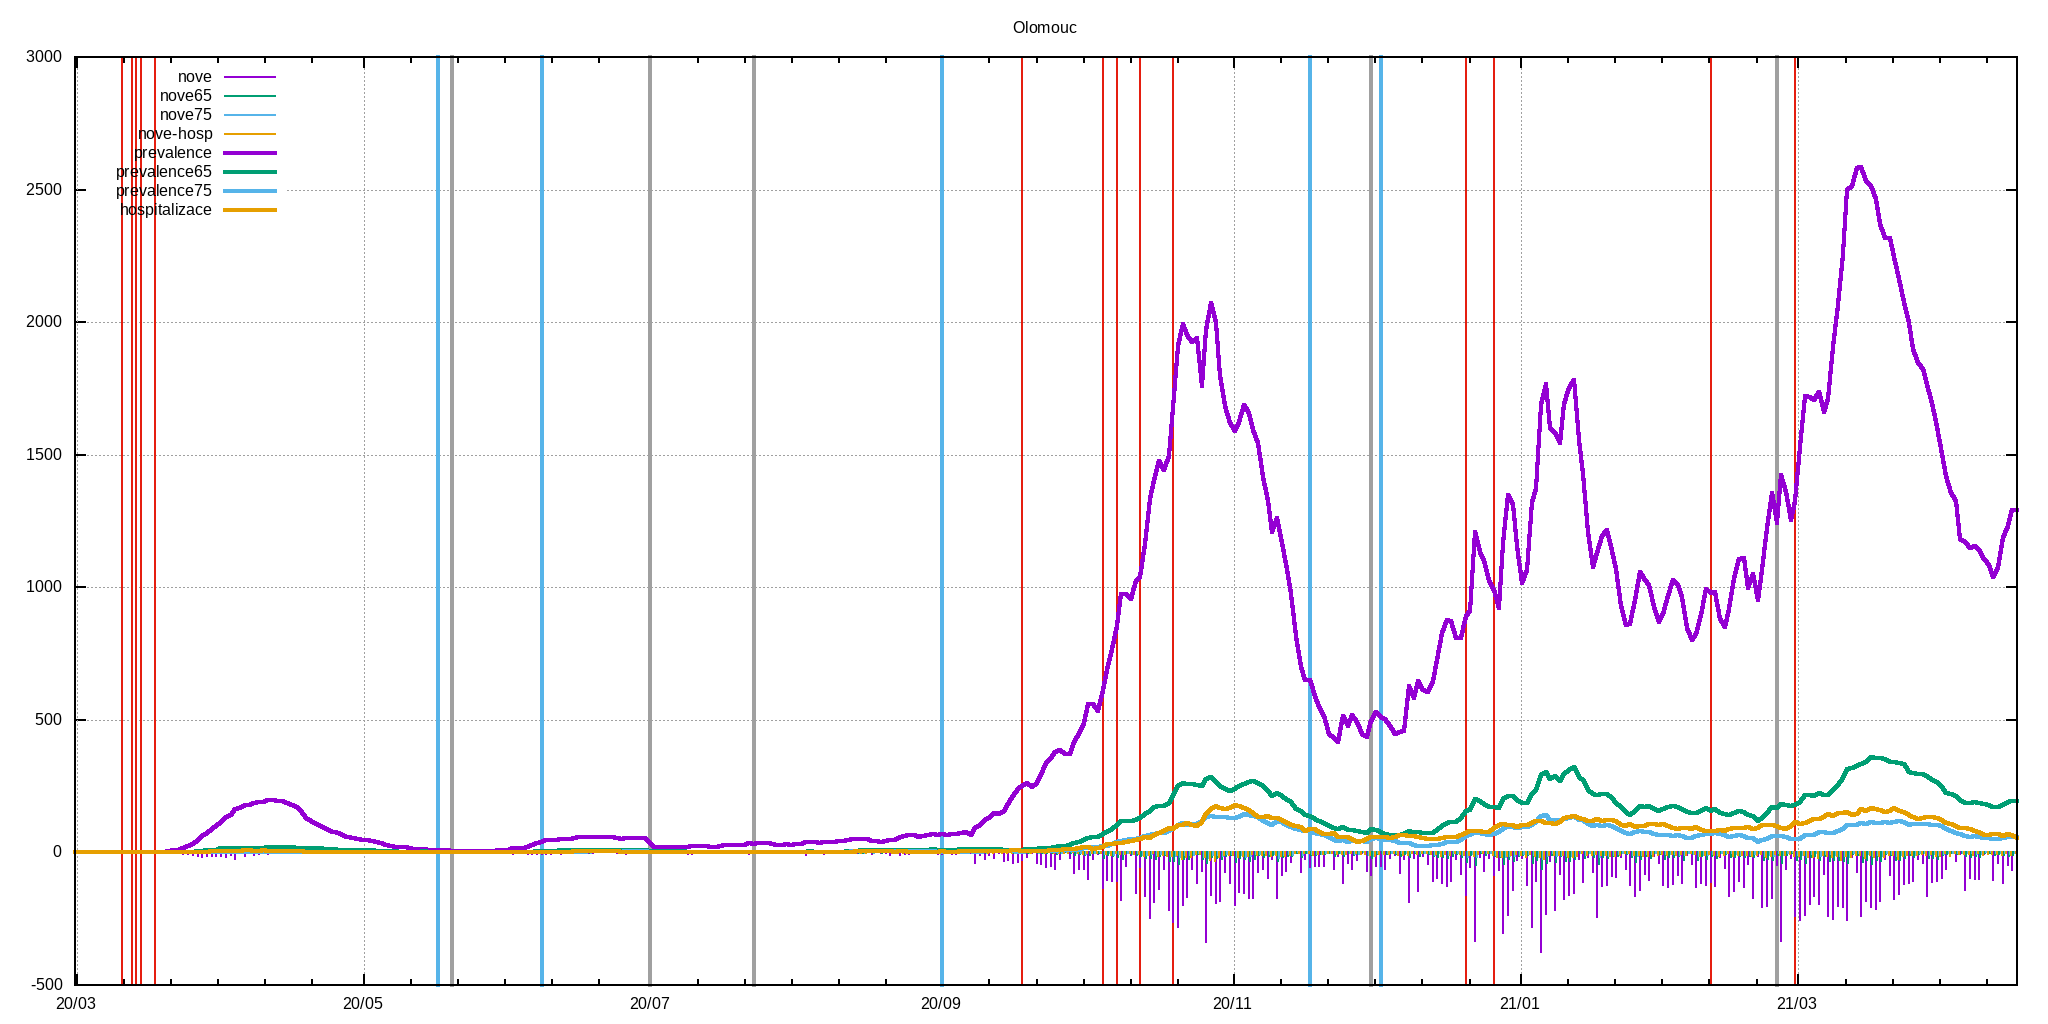 Olomouc
3000
2500
2000
1500
1000
500
0
-500
nove
nove65
nove75
nove-hosp
prevalence
prevalence65
prevalence75
hospitalizace
20/03 20/05 20/07 20/09 20/11 21/01 21/03